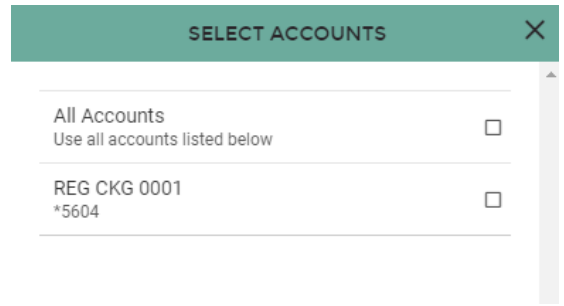 SELECT ACCOUNTS
All Accounts
Use all accounts listed below
REG CKG 0001
*5604